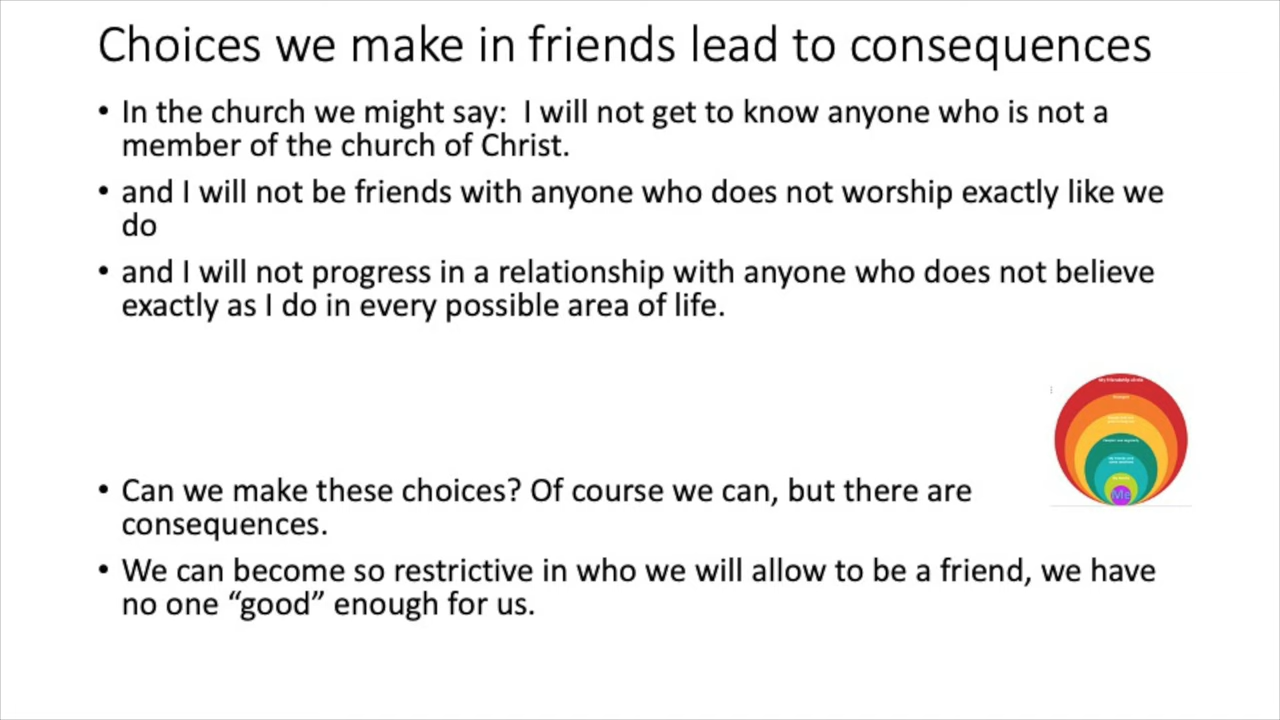 Choices we make in friends lead to consequences
• In the church we might say:  I will not get to know anyone who is not a
member of the church of Christ.
• and I will not be friends with anyone who does not worship exactly like we
do
• and I will not progress in a relationship with anyone who does not believe
exactly as I do in every possible area of life.
Me
• Can we make these choices? Of course we can, but there are
consequences.
• We can become so restrictive in who we will allow to be a friend, we have
no one “good” enough for us.